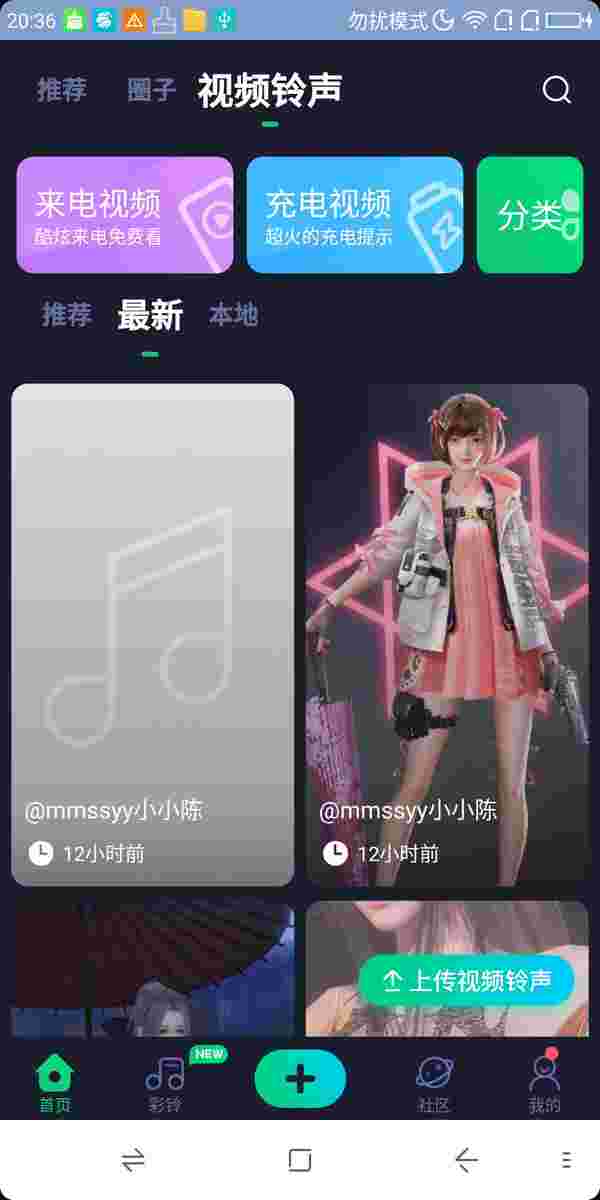 20:36 勿扰模式
推荐 圈子 视频铃声
来电视频 充电视频 分类
酷炫来电免费看 超火的充电提示
推荐 最新 本地
@mmssyy小小陈 @mmssyy小小陈
12小时前 12小时前
上传视频铃声
NEW
首页 彩铃 社区 我的